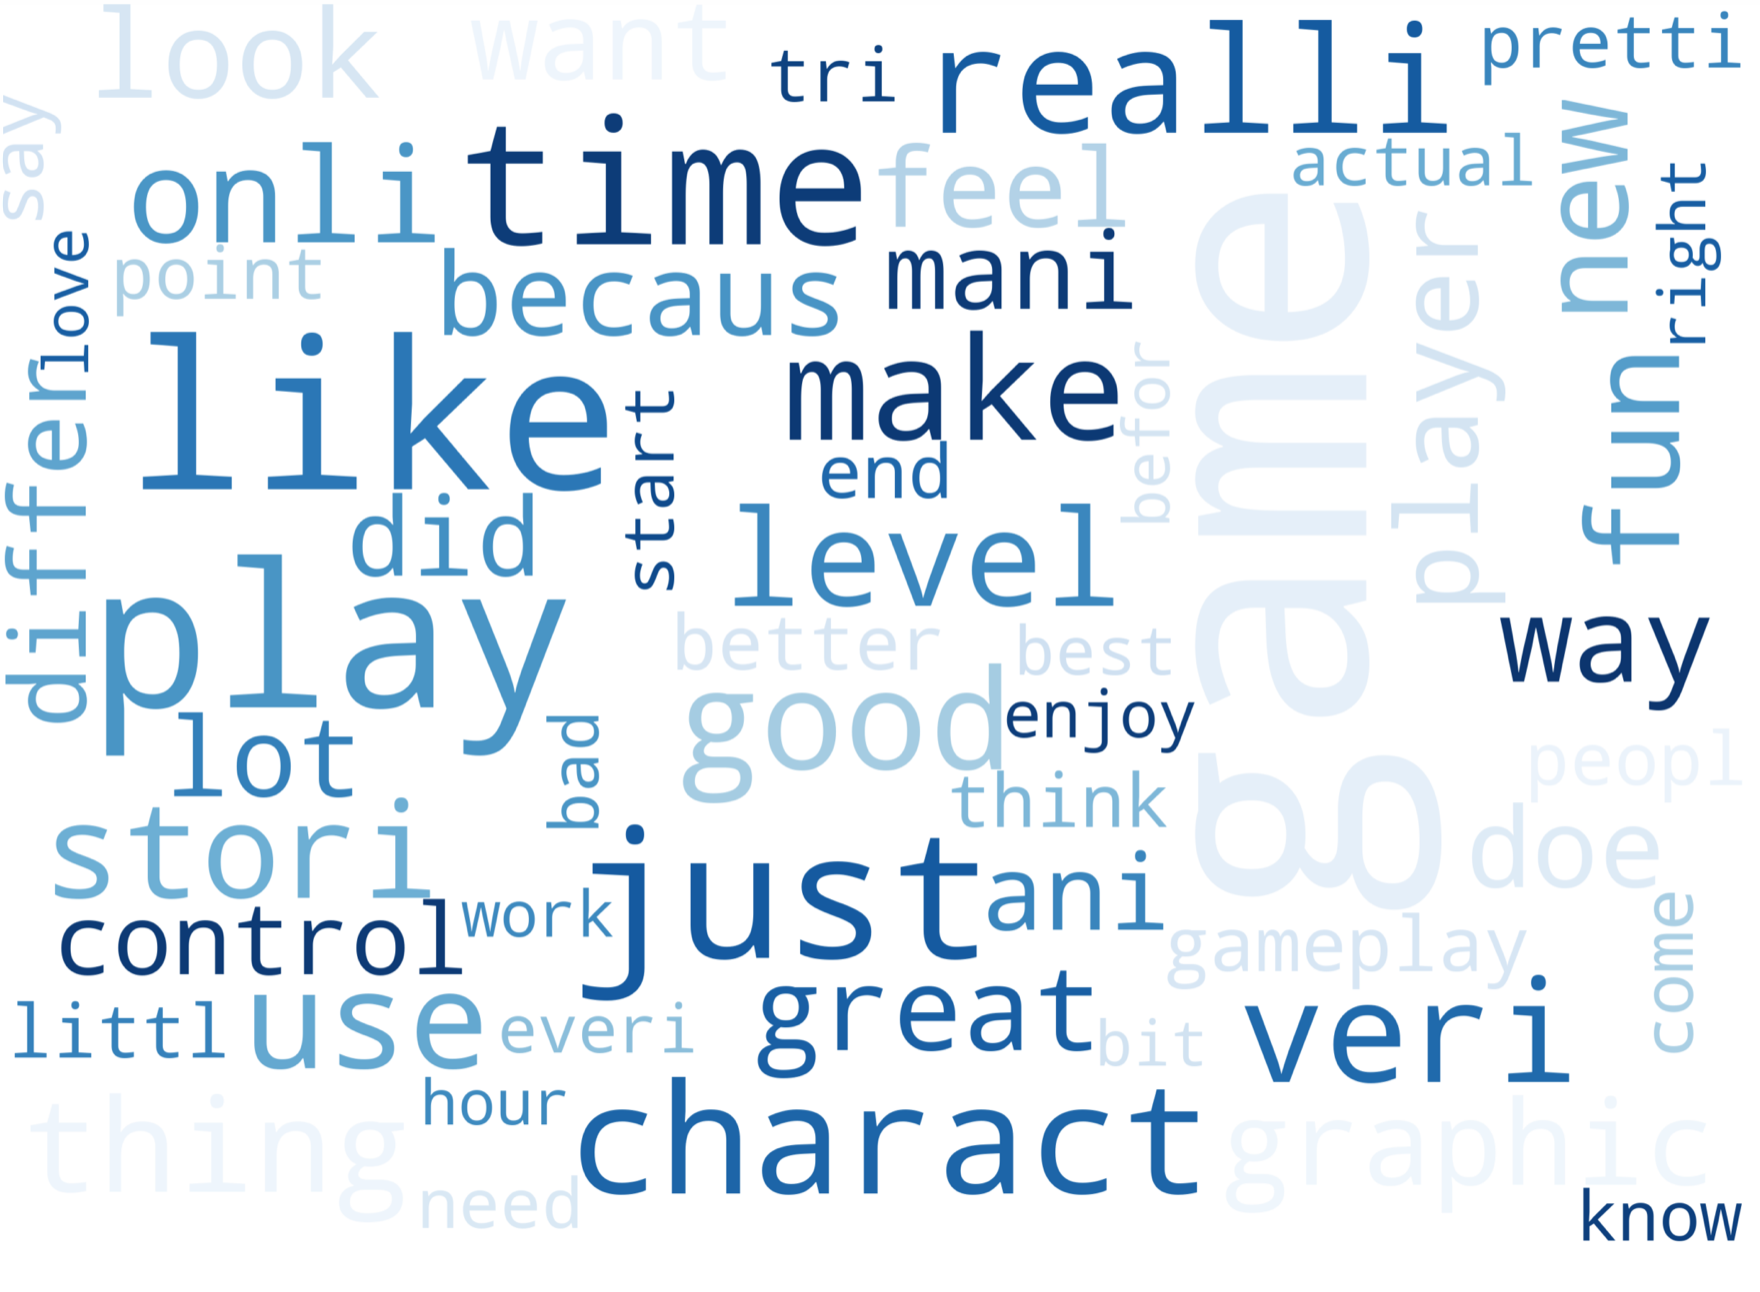 look
want
tri
realli
pretti
say
onli
time
feel
actual
new
right
love
point
becaus
mani
game
player
differ
like
start
make
befor
fun
end
did
level
play
better
best
way
lot
bad
good
enjoy
think
peopl
stori
just
ani
doe
control
work
gameplay
come
littl
use
everi
great
bit
veri
thing
hour
charact
graphic
need
know